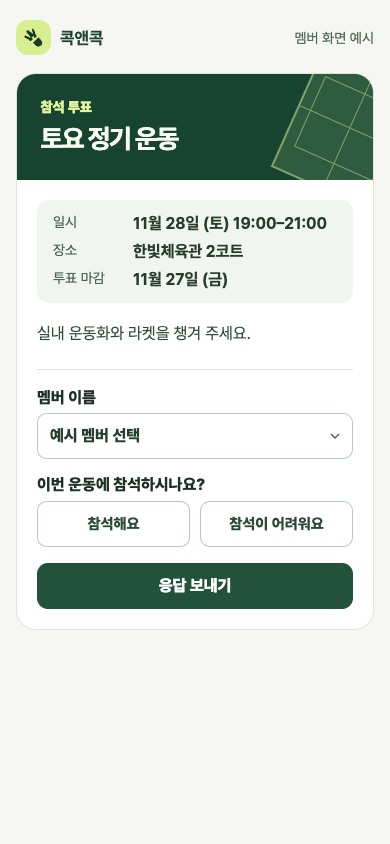 콕앤콕
멤버 화면 예시
참석 투표
토요 정기 운동
일시 11월 28일 (토) 19:00–21:00
장소 한빛체육관 2코트
투표 마감 11월 27일 (금)
실내 운동화와 라켓을 챙겨 주세요.
멤버 이름
예시 멤버 선택
이번 운동에 참석하시나요?
참석해요 참석이 어려워요
응답 보내기